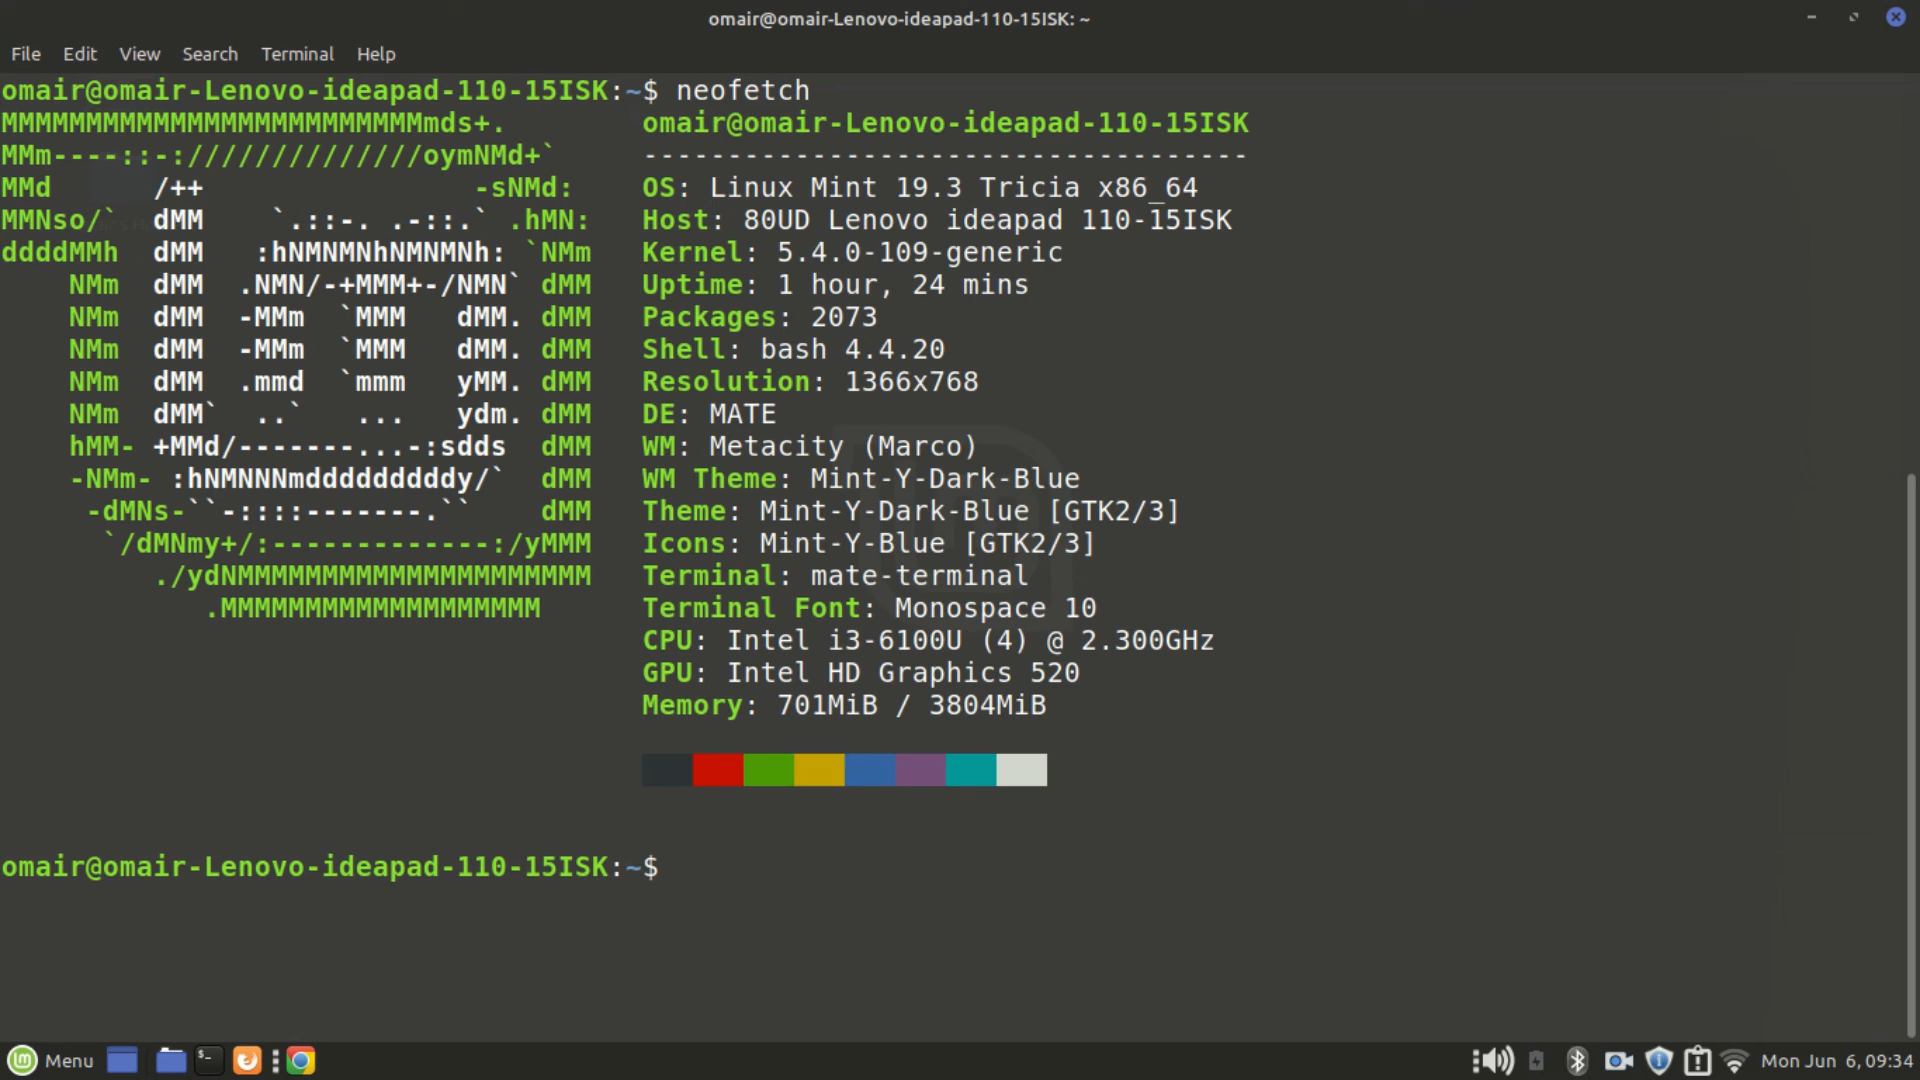 omair@omair-Lenovo-ideapad-110-15ISK: ~
File Edit View Search Terminal Help
omair@omair-Lenovo-ideapad-110-15ISK:~$ neofetch
MMMMMMMMMMMMMMMMMMMMMMMMMmds+.        omair@omair-Lenovo-ideapad-110-15ISK
MMm----::-://////////////oymNMd+`     ------------------------------------
MMd      /++                -sNMd:    OS: Linux Mint 19.3 Tricia x86_64
MMNso/`  dMM    `.::-. .-::.` .hMN:   Host: 80UD Lenovo ideapad 110-15ISK
ddddMMh  dMM   :hNMNMNhNMNMNh: `NMm   Kernel: 5.4.0-109-generic
    NMm  dMM  .NMN/-+MMM+-/NMN` dMM   Uptime: 1 hour, 24 mins
    NMm  dMM  -MMm  `MMM   dMM. dMM   Packages: 2073
    NMm  dMM  -MMm  `MMM   dMM. dMM   Shell: bash 4.4.20
    NMm  dMM  .mmd  `mmm   yMM. dMM   Resolution: 1366x768
    NMm  dMM`  ..`   ...   ydm. dMM   DE: MATE
    hMM- +MMd/-------...-:sdds  dMM   WM: Metacity (Marco)
    -NMm- :hNMNNNmdddddddddy/`  dMM   WM Theme: Mint-Y-Dark-Blue
     -dMNs-``-::::-------.``    dMM   Theme: Mint-Y-Dark-Blue [GTK2/3]
      `/dMNmy+/:-------------:/yMMM   Icons: Mint-Y-Blue [GTK2/3]
         ./ydNMMMMMMMMMMMMMMMMMMMMM   Terminal: mate-terminal
            .MMMMMMMMMMMMMMMMMMM      Terminal Font: Monospace 10
CPU: Intel i3-6100U (4) @ 2.300GHz
GPU: Intel HD Graphics 520
Memory: 701MiB / 3804MiB
omair@omair-Lenovo-ideapad-110-15ISK:~$
Menu Mon Jun 6, 09:34